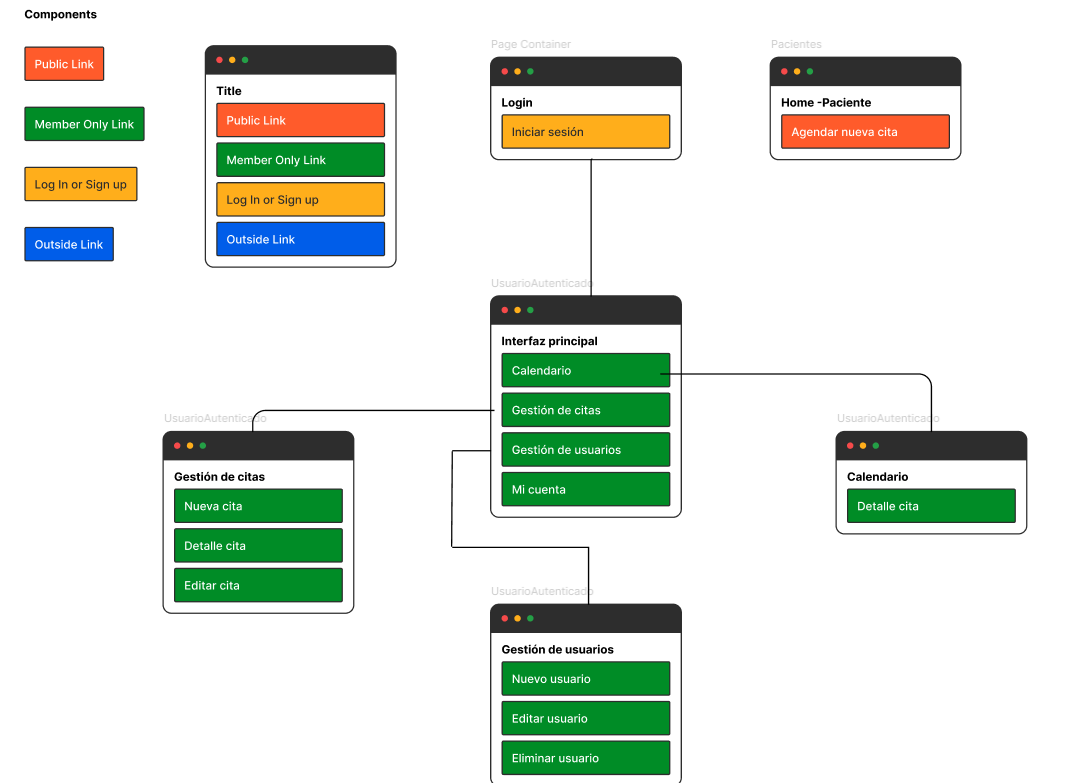 Components
Public Link
Member Only Link
Log In or Sign up
Outside Link
Title
Public Link
Member Only Link
Log In or Sign up
Outside Link
Page Container
Login
Iniciar sesión
Pacientes
Home -Paciente
Agendar nueva cita
UsuarioAutenticado
Interfaz principal
Calendario
Gestión de citas
Gestión de usuarios
Mi cuenta
UsuarioAutenticado
Gestión de citas
Nueva cita
Detalle cita
Editar cita
UsuarioAutenticado
Calendario
Detalle cita
UsuarioAutenticado
Gestión de usuarios
Nuevo usuario
Editar usuario
Eliminar usuario